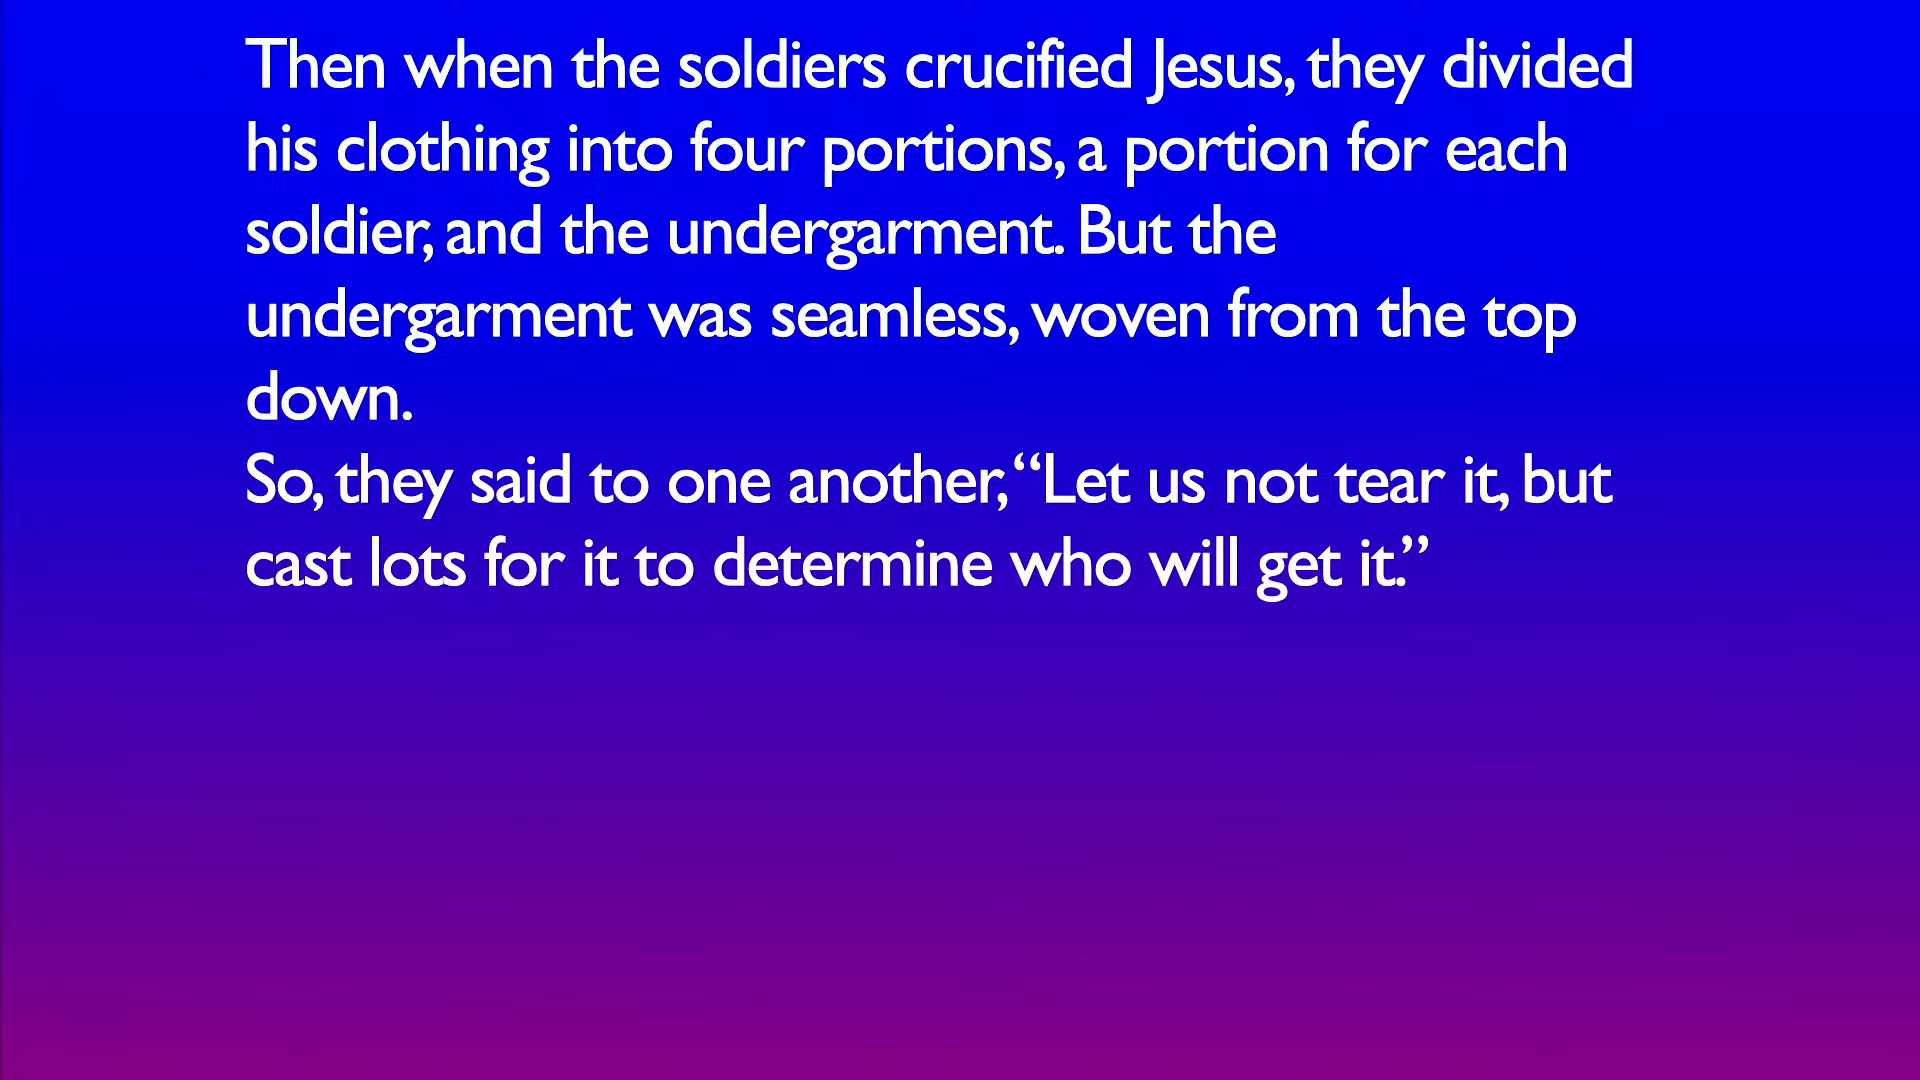 Then when the soldiers crucified Jesus, they divided
his clothing into four portions, a portion for each
soldier, and the undergarment. But the
undergarment was seamless, woven from the top
down.
So, they said to one another, “Let us not tear it, but
cast lots for it to determine who will get it.”